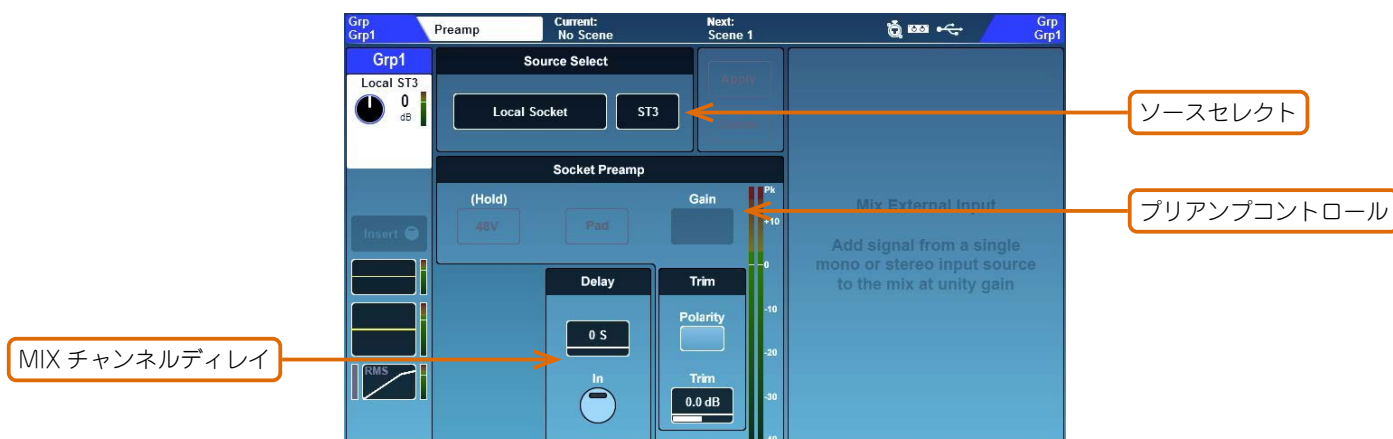 Grp
Grp1
Preamp
Current:
No Scene
Next:
Scene 1
Grp
Grp1
Grp1
Local ST3
0
dB
Source Select
Local Socket
ST3
Apply
ソースセレクト
Socket Preamp
(Hold)
48V
Pad
Gain
Pk
+10
0
-10
-20
-30
-40
プリアンプコントロール
Mix External Input
Add signal from a single
mono or stereo input source
to the mix at unity gain
Insert
RMS
Delay
0 S
In
Trim
Polarity
Trim
0.0 dB
MIX チャンネルディレイ